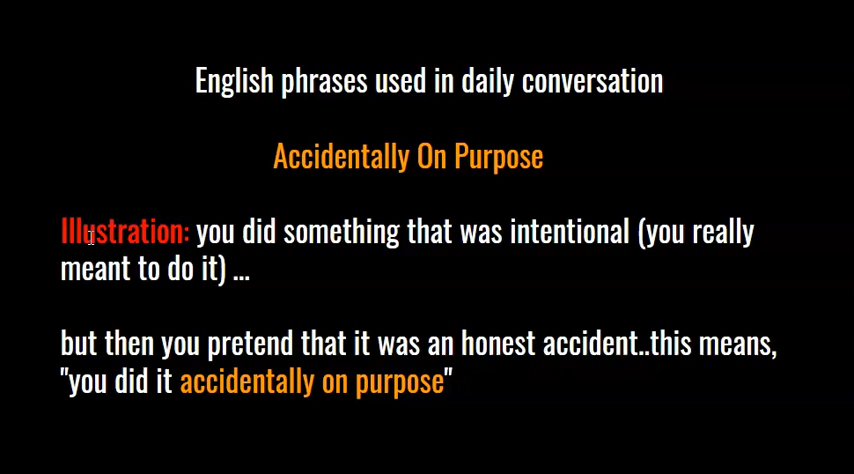 English phrases used in daily conversation
Accidentally On Purpose
Illustration: you did something that was intentional (you really
meant to do it) ...
but then you pretend that it was an honest accident..this means,
"you did it accidentally on purpose"